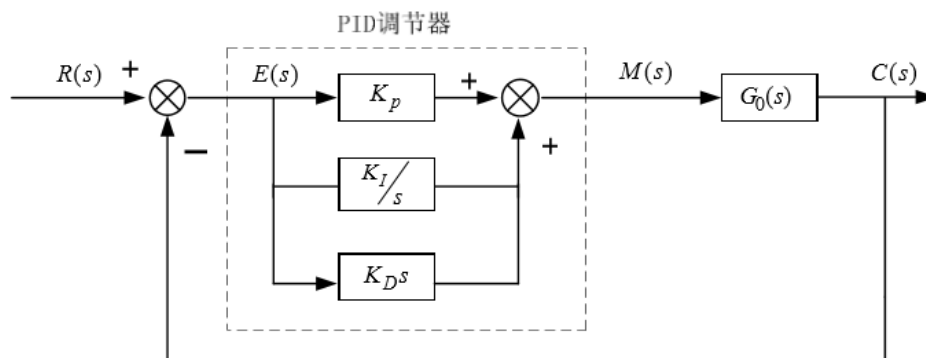 PID调节器
R(s)
+
E(s)
K_p
+
M(s)
G_0(s)
C(s)
−
K_I/s
+
K_D s